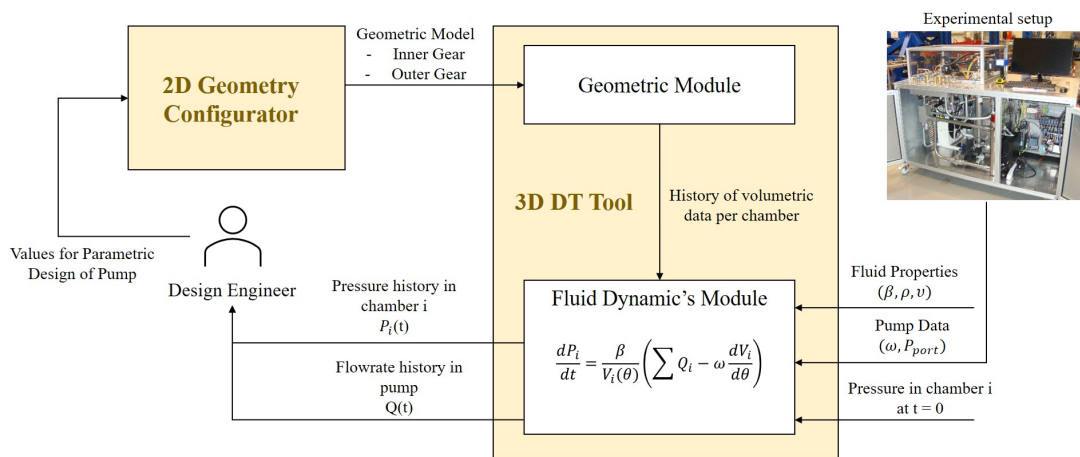 Experimental setup
Geometric Model
- Inner Gear
- Outer Gear
2D Geometry
Configurator
Geometric Module
3D DT Tool
History of volumetric
data per chamber
Values for Parametric
Design of Pump
Design Engineer
Pressure history in
chamber i
P_i(t)
Flowrate history in
pump
Q(t)
Fluid Dynamic's Module
dP_i/dt = β/V_i(θ) (∑ Q_i − ω dV_i/dθ)
Fluid Properties
(β, ρ, υ)
Pump Data
(ω, P_port)
Pressure in chamber i
at t = 0